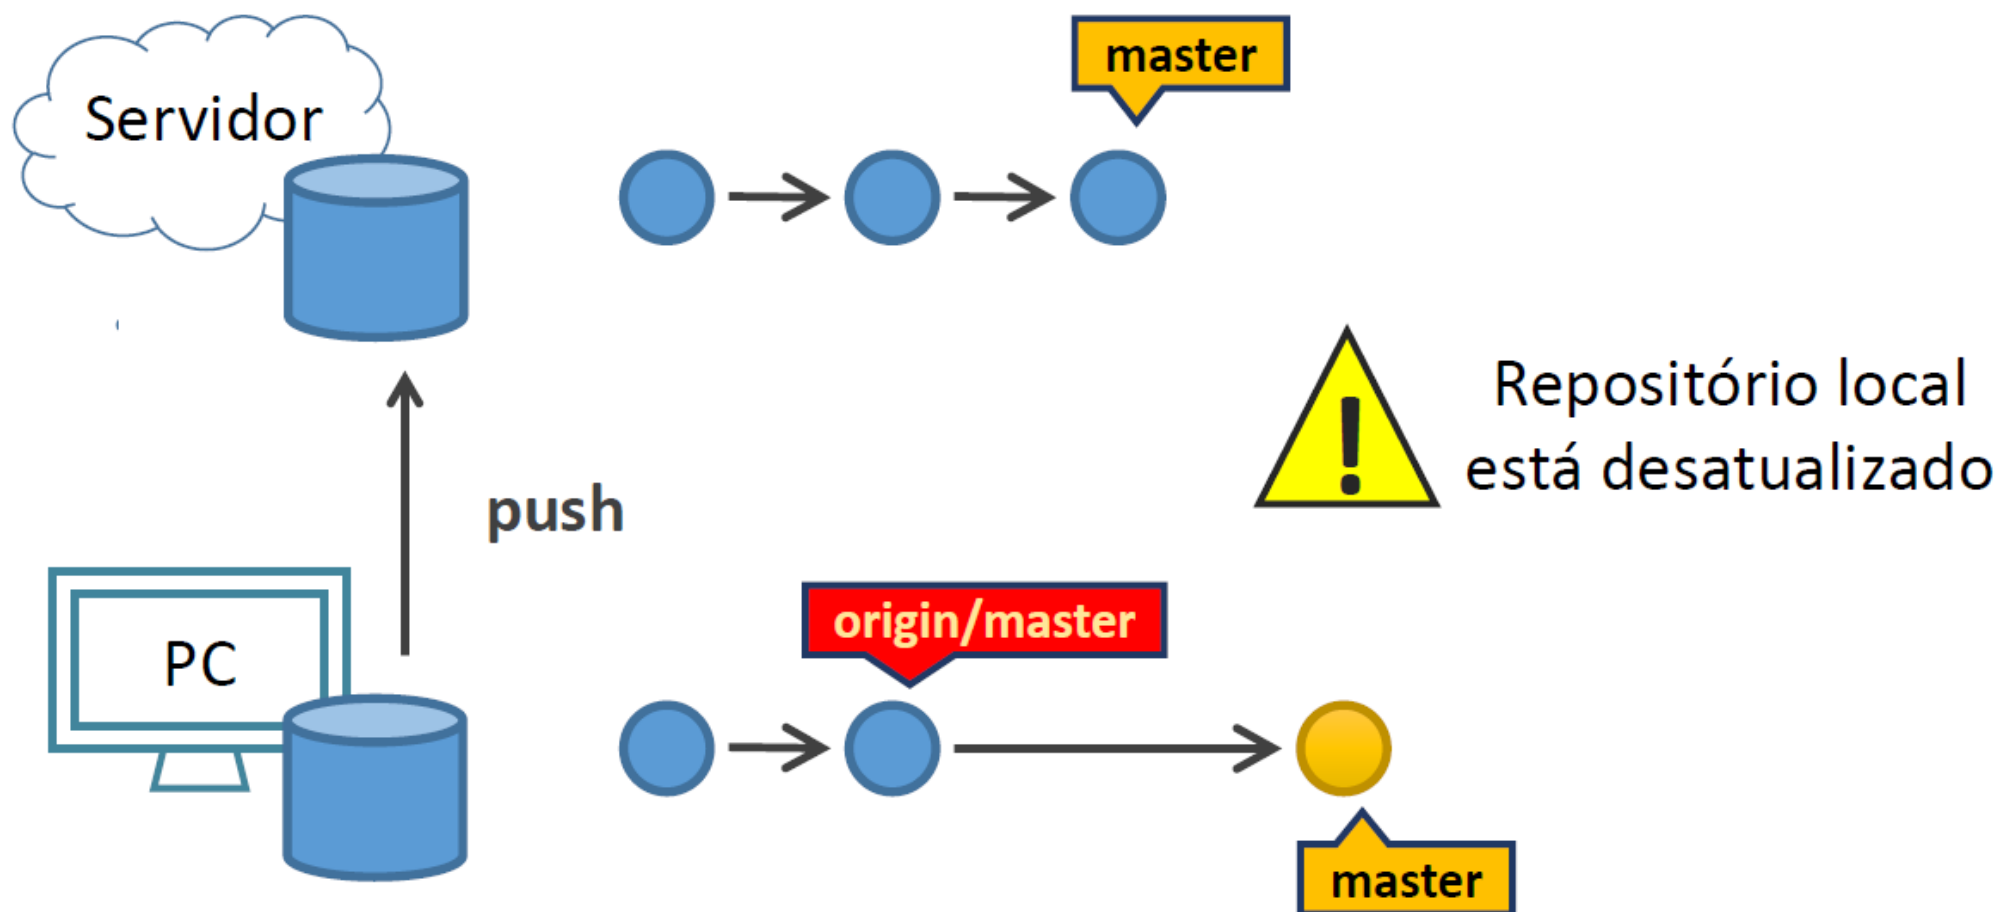 master
Servidor
Repositório local
está desatualizado
push
origin/master
PC
master